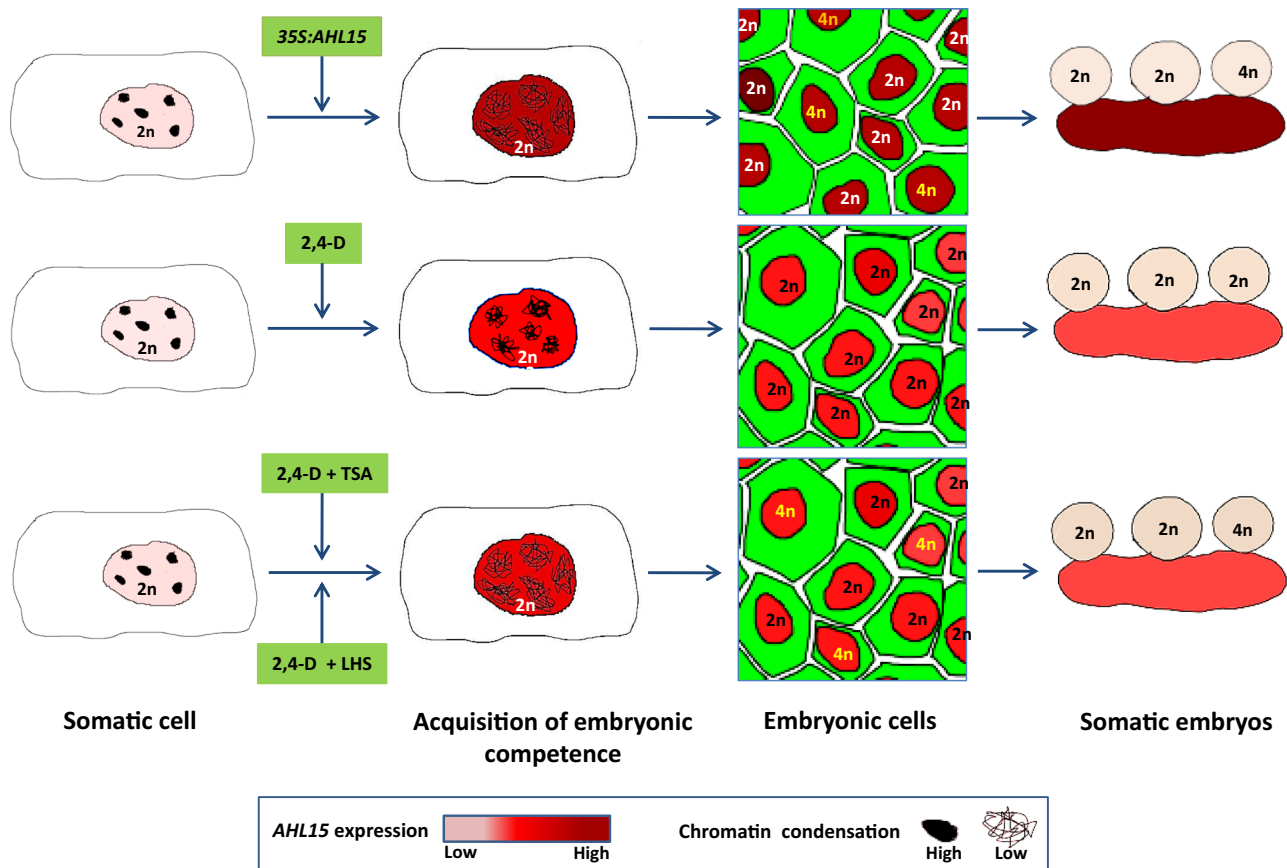 35S:AHL15
2n
2n
2n 4n 2n
2n
2n 4n 2n
2n
2n 2n 4n
2n 2n 4n
2,4-D
2n
2n
2n 2n 2n
2n
2n 2n 2n 2n
2n
2n 2n 2n
2,4-D + TSA
2,4-D + LHS
2n
2n
4n 2n 2n
4n
2n 2n 2n 2n
4n
2n 2n 4n
Somatic cell
Acquisition of embryonic
competence
Embryonic cells
Somatic embryos
AHL15 expression
Low High
Chromatin condensation
High Low